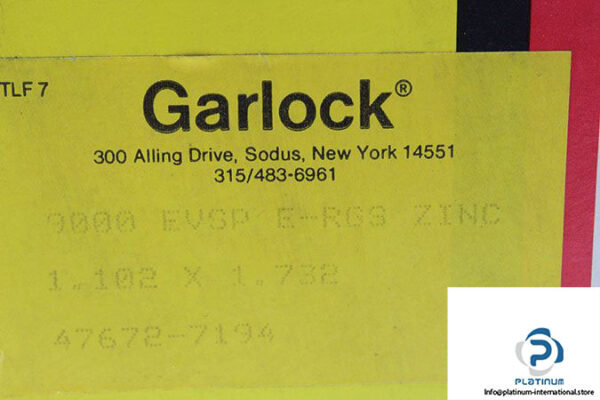 TLF 7
Garlock®
300 Alling Drive, Sodus, New York 14551
315/483-6961
9000 EVSP E-RGS ZINC
1.102 X 1.732
47672-7194
PLATINUM
Info@platinum-international.store